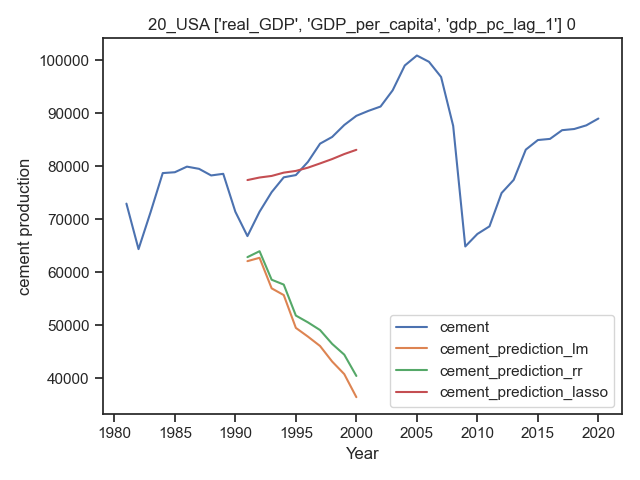 20_USA ['real_GDP', 'GDP_per_capita', 'gdp_pc_lag_1'] 0
100000
90000
80000
70000
60000
50000
40000
cement production
cement
cement_prediction_lm
cement_prediction_rr
cement_prediction_lasso
1980 1985 1990 1995 2000 2005 2010 2015 2020
Year